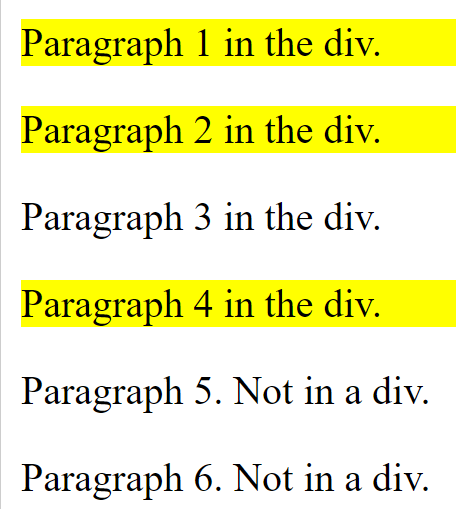 Paragraph 1 in the div.
Paragraph 2 in the div.
Paragraph 3 in the div.
Paragraph 4 in the div.
Paragraph 5. Not in a div.
Paragraph 6. Not in a div.